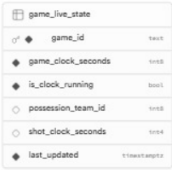 game_live_state
game_id text
game_clock_seconds int8
is_clock_running bool
possession_team_id int8
shot_clock_seconds int4
last_updated timestamptz